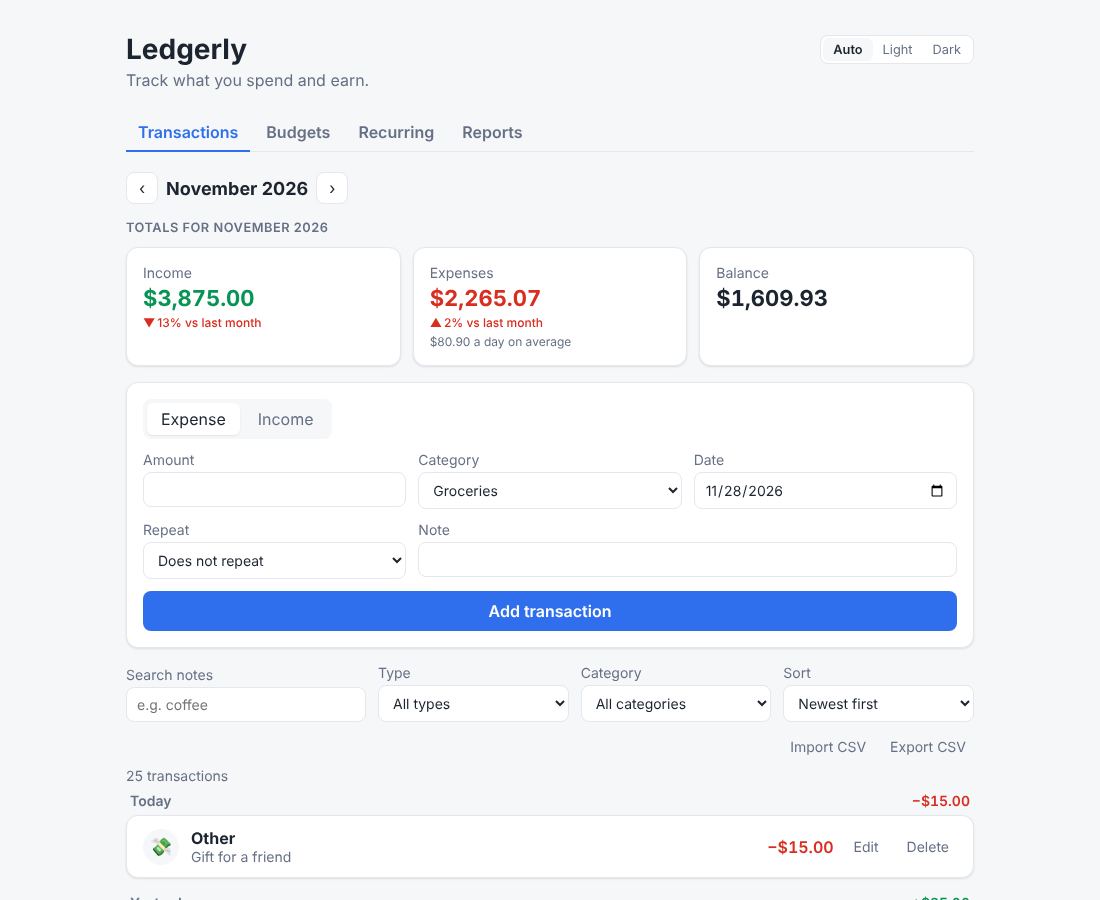 Ledgerly
Auto Light Dark
Track what you spend and earn.
Transactions Budgets Recurring Reports
‹ November 2026 ›
TOTALS FOR NOVEMBER 2026
Income
$3,875.00
▼ 13% vs last month
Expenses
$2,265.07
▲ 2% vs last month
$80.90 a day on average
Balance
$1,609.93
Expense Income
Amount
Category
Groceries
Date
11/28/2026
Repeat
Does not repeat
Note
Add transaction
Search notes
e.g. coffee
Type
All types
Category
All categories
Sort
Newest first
Import CSV Export CSV
25 transactions
Today −$15.00
Other
Gift for a friend
−$15.00 Edit Delete